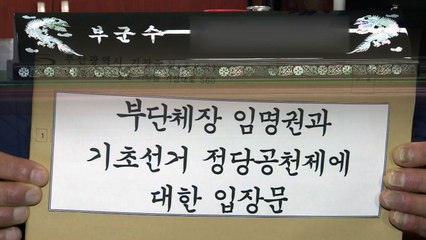 부군수
부단체장 임명권과
기초선거 정당공천제에
대한 입장문